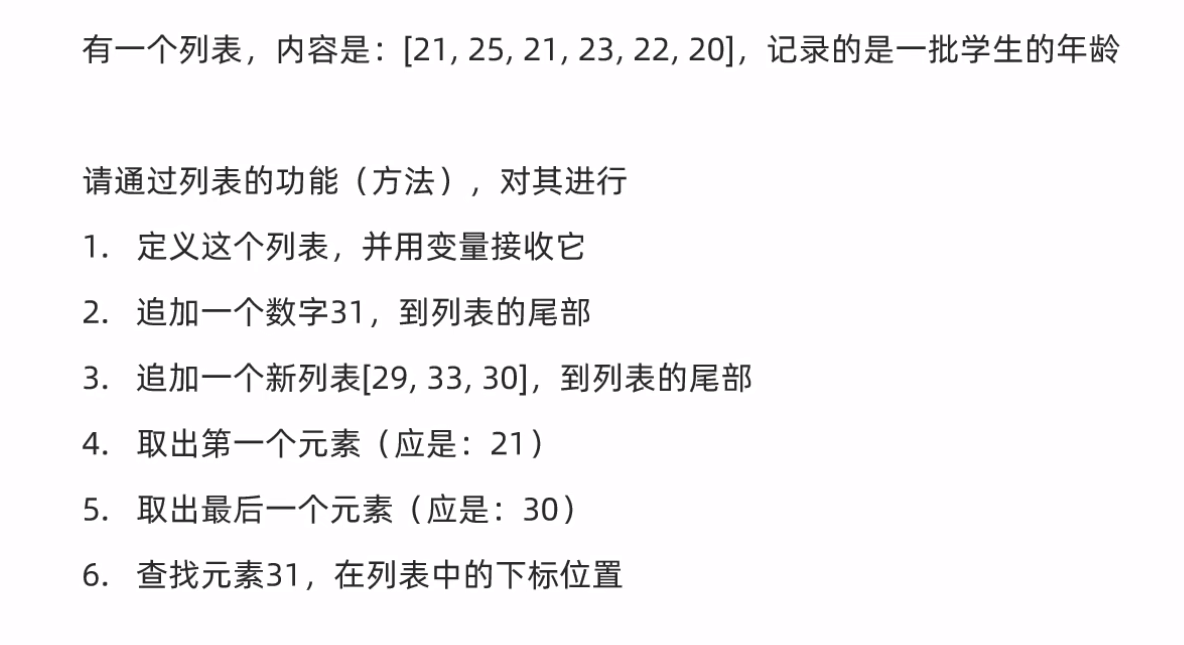 有一个列表，内容是：[21, 25, 21, 23, 22, 20]，记录的是一批学生的年龄
请通过列表的功能（方法），对其进行
1. 定义这个列表，并用变量接收它
2. 追加一个数字31，到列表的尾部
3. 追加一个新列表[29, 33, 30]，到列表的尾部
4. 取出第一个元素（应是：21）
5. 取出最后一个元素（应是：30）
6. 查找元素31，在列表中的下标位置